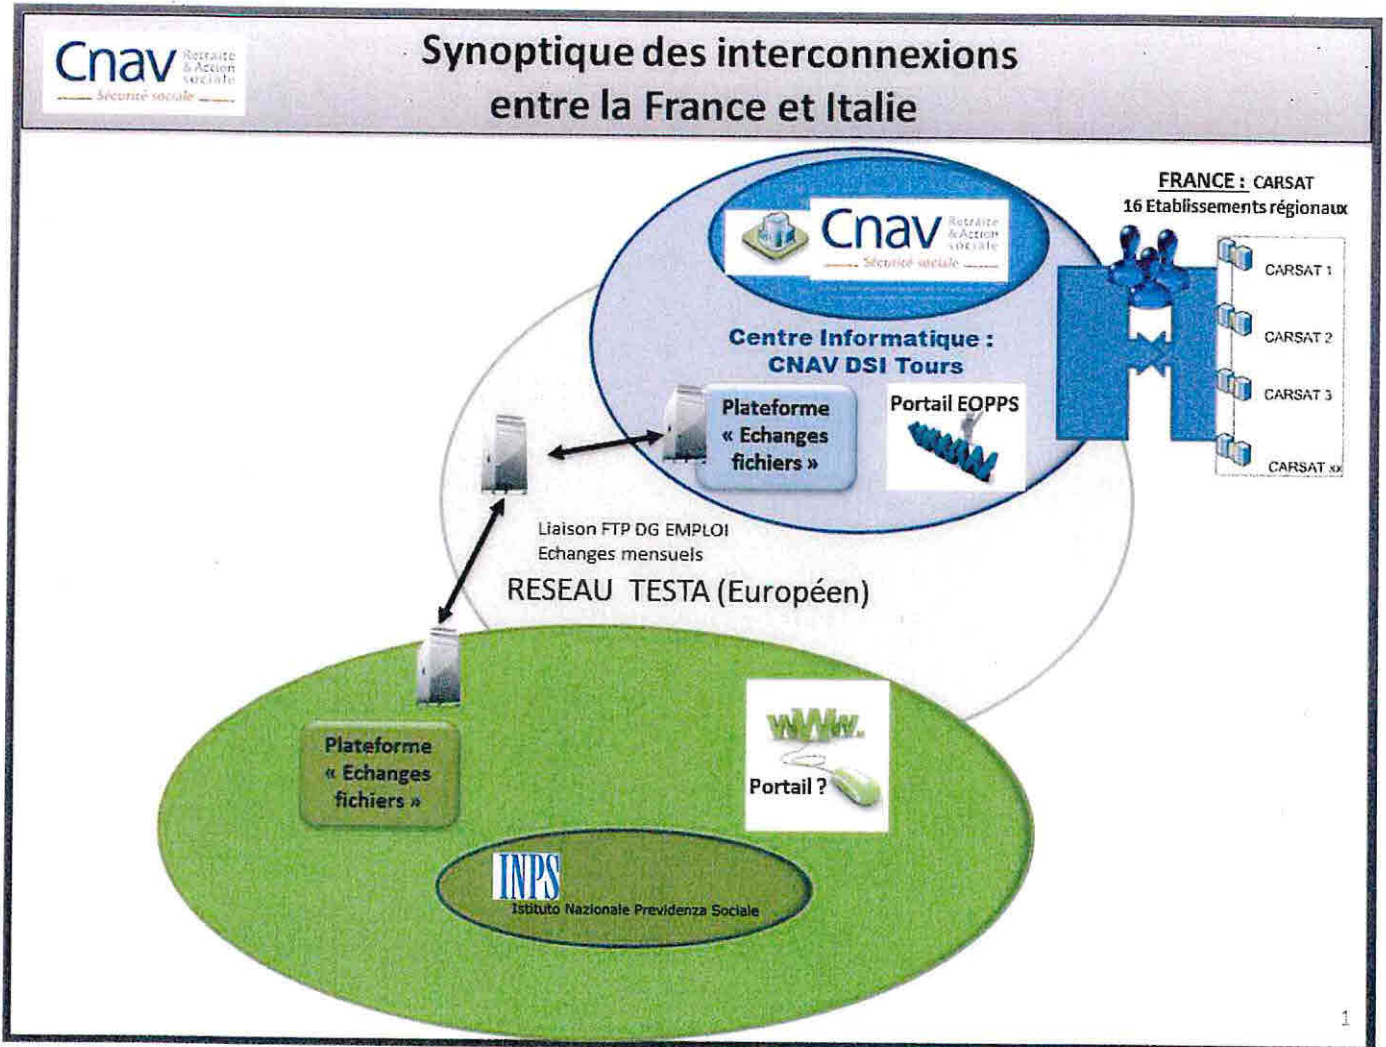 Cnav
Retraite
& Action
sociale
Sécurité sociale
Synoptique des interconnexions
entre la France et Italie
FRANCE : CARSAT
16 Etablissements régionaux
Cnav
Retraite
& Action
sociale
Sécurité sociale
CARSAT 1
CARSAT 2
CARSAT 3
CARSAT xx
Centre Informatique :
CNAV DSI Tours
Plateforme
« Echanges
fichiers »
Portail EOPPS
WWW
Liaison FTP DG EMPLOI
Echanges mensuels
RESEAU TESTA (Européen)
Plateforme
« Echanges
fichiers »
WWW.
Portail ?
INPS
Istituto Nazionale Previdenza Sociale
1